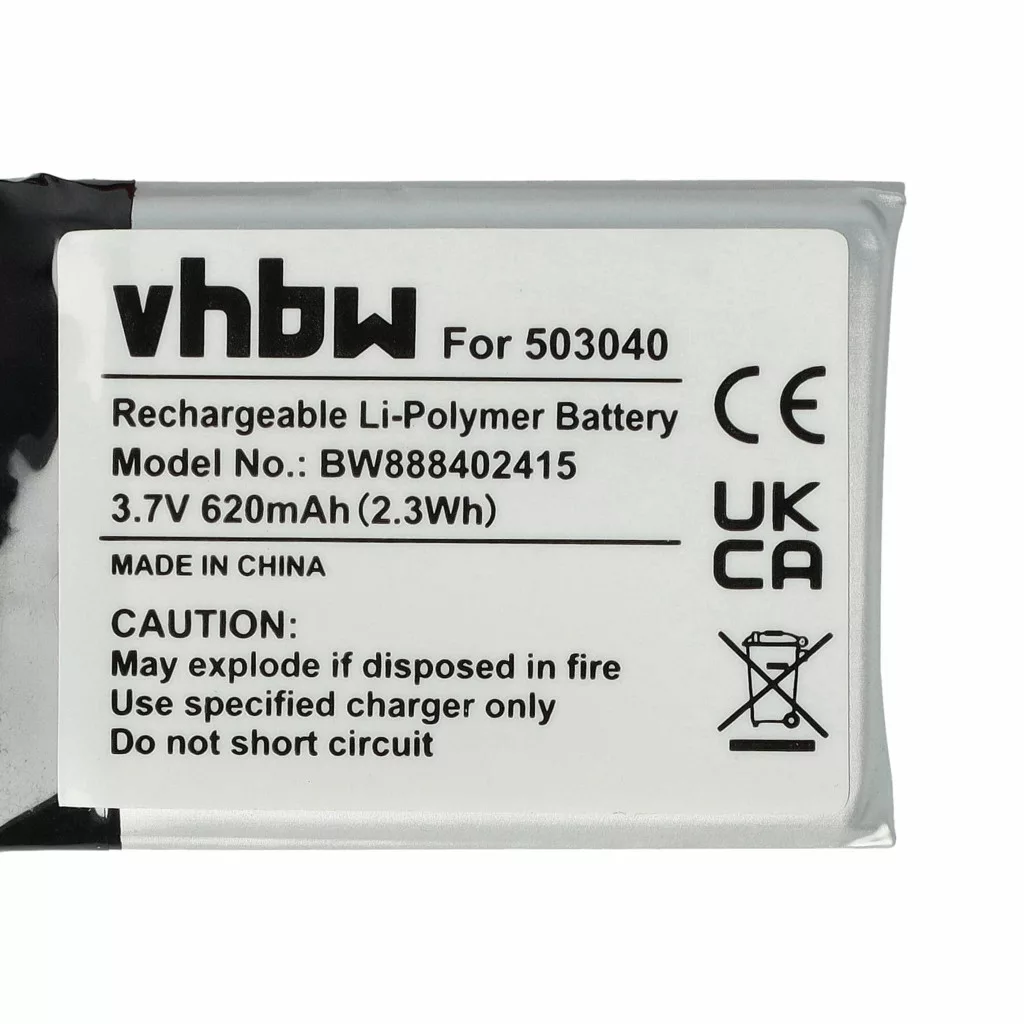 vhbw For 503040
Rechargeable Li-Polymer Battery
Model No.: BW888402415
3.7V 620mAh (2.3Wh)
MADE IN CHINA
CAUTION:
May explode if disposed in fire
Use specified charger only
Do not short circuit
CE
UK
CA